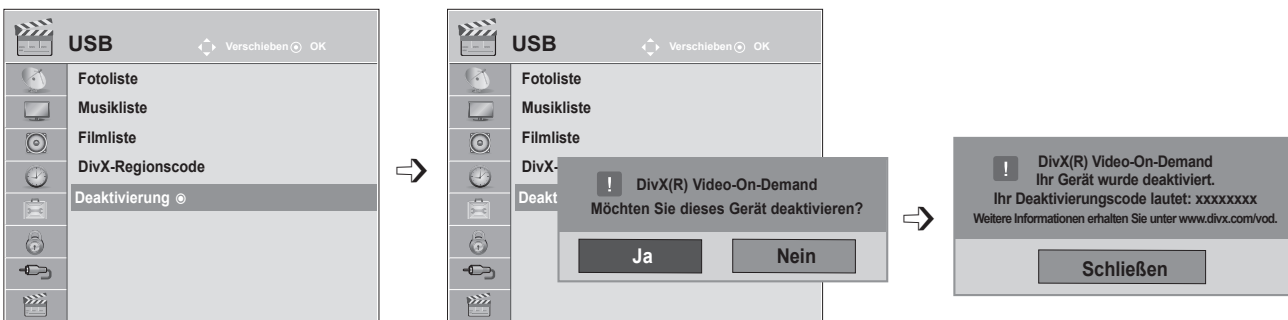 USB Verschieben OK
Fotoliste
Musikliste
Filmliste
DivX-Regionscode
Deaktivierung
USB Verschieben OK
Fotoliste
Musikliste
Filmliste
DivX-
Deakt
! DivX(R) Video-On-Demand
Möchten Sie dieses Gerät deaktivieren?
Ja Nein
! DivX(R) Video-On-Demand
Ihr Gerät wurde deaktiviert.
Ihr Deaktivierungscode lautet: xxxxxxxx
Weitere Informationen erhalten Sie unter www.divx.com/vod.
Schließen